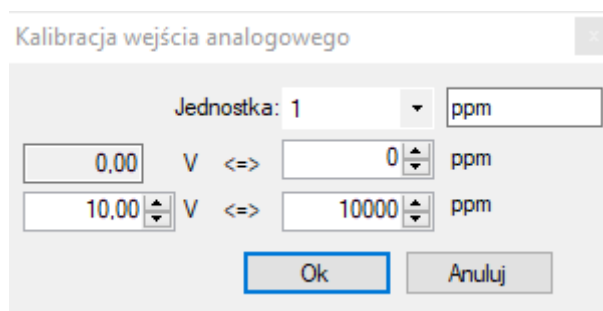 Kalibracja wejścia analogowego x
Jednostka: 1 ppm
0,00 V <=> 0 ppm
10,00 V <=> 10000 ppm
Ok Anuluj